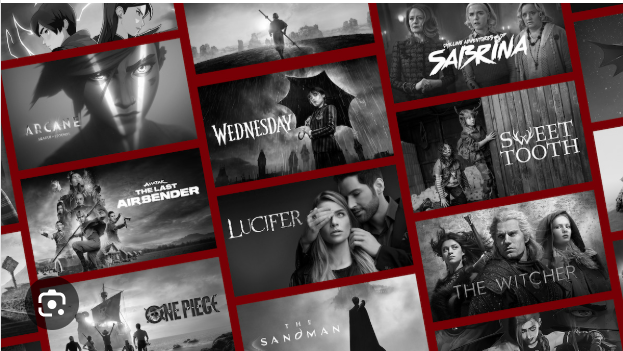 CHILLING ADVENTURES OF
SABRINA
ARCANE
WEDNESDAY
SWEET
TOOTH
AVATAR
THE LAST
AIRBENDER
LUCIFER
THE WITCHER
ONE PIECE
THE
SANDMAN